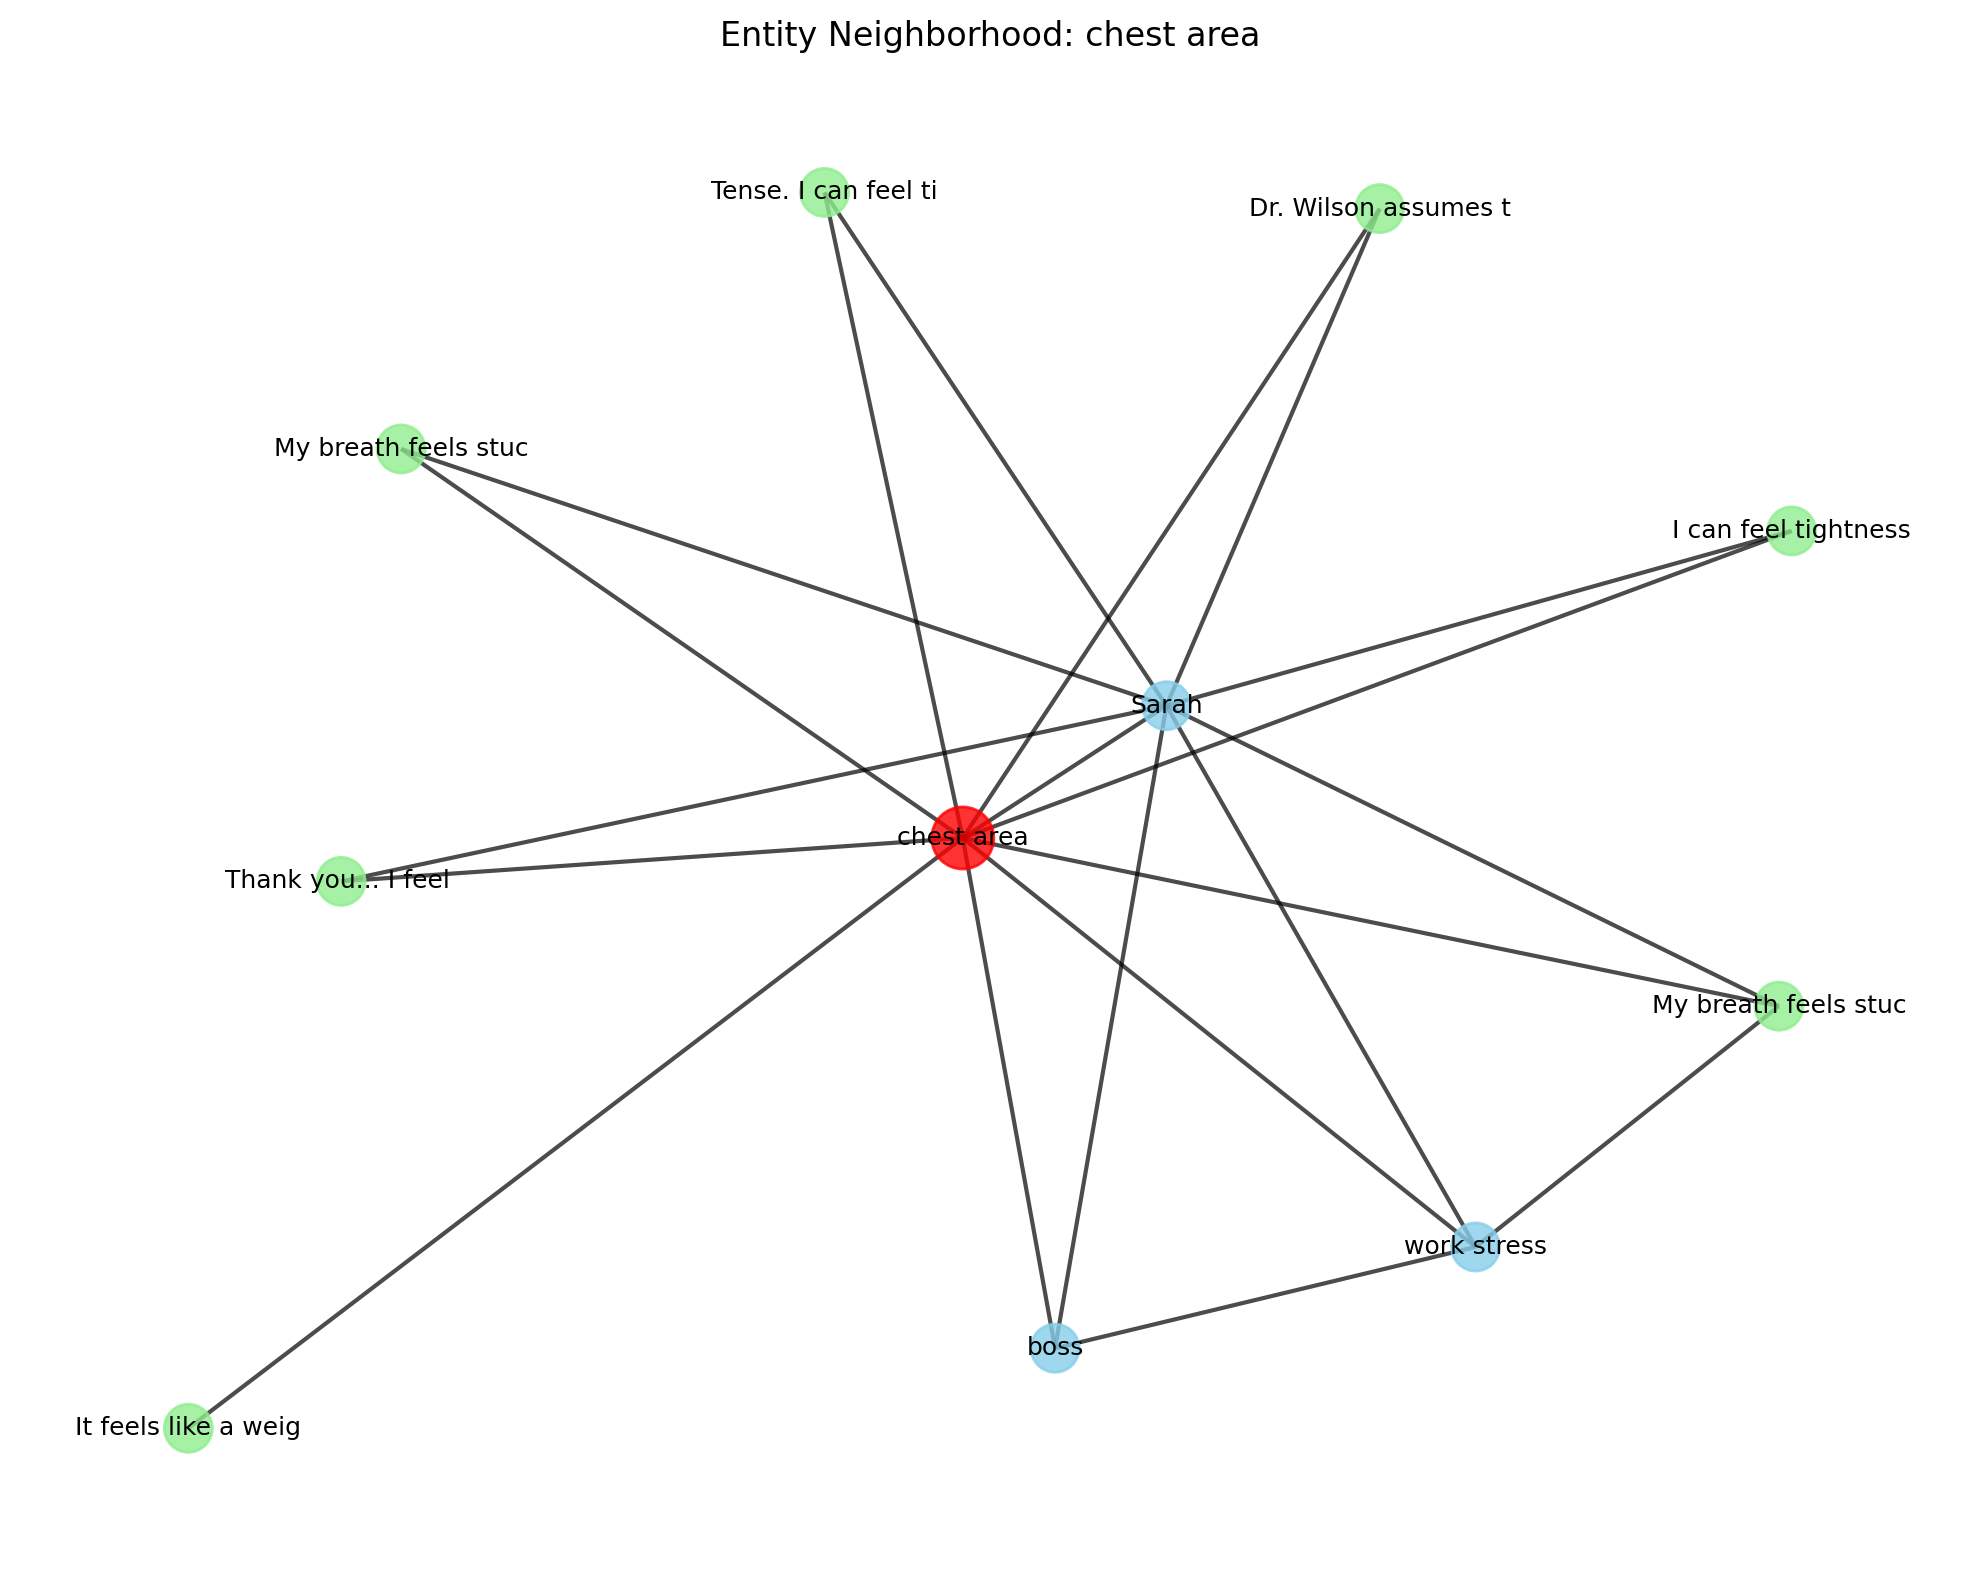 Entity Neighborhood: chest area
Tense. I can feel ti
Dr. Wilson assumes t
My breath feels stuc
I can feel tightness
Sarah
chest area
Thank you... I feel
My breath feels stuc
work stress
boss
It feels like a weig